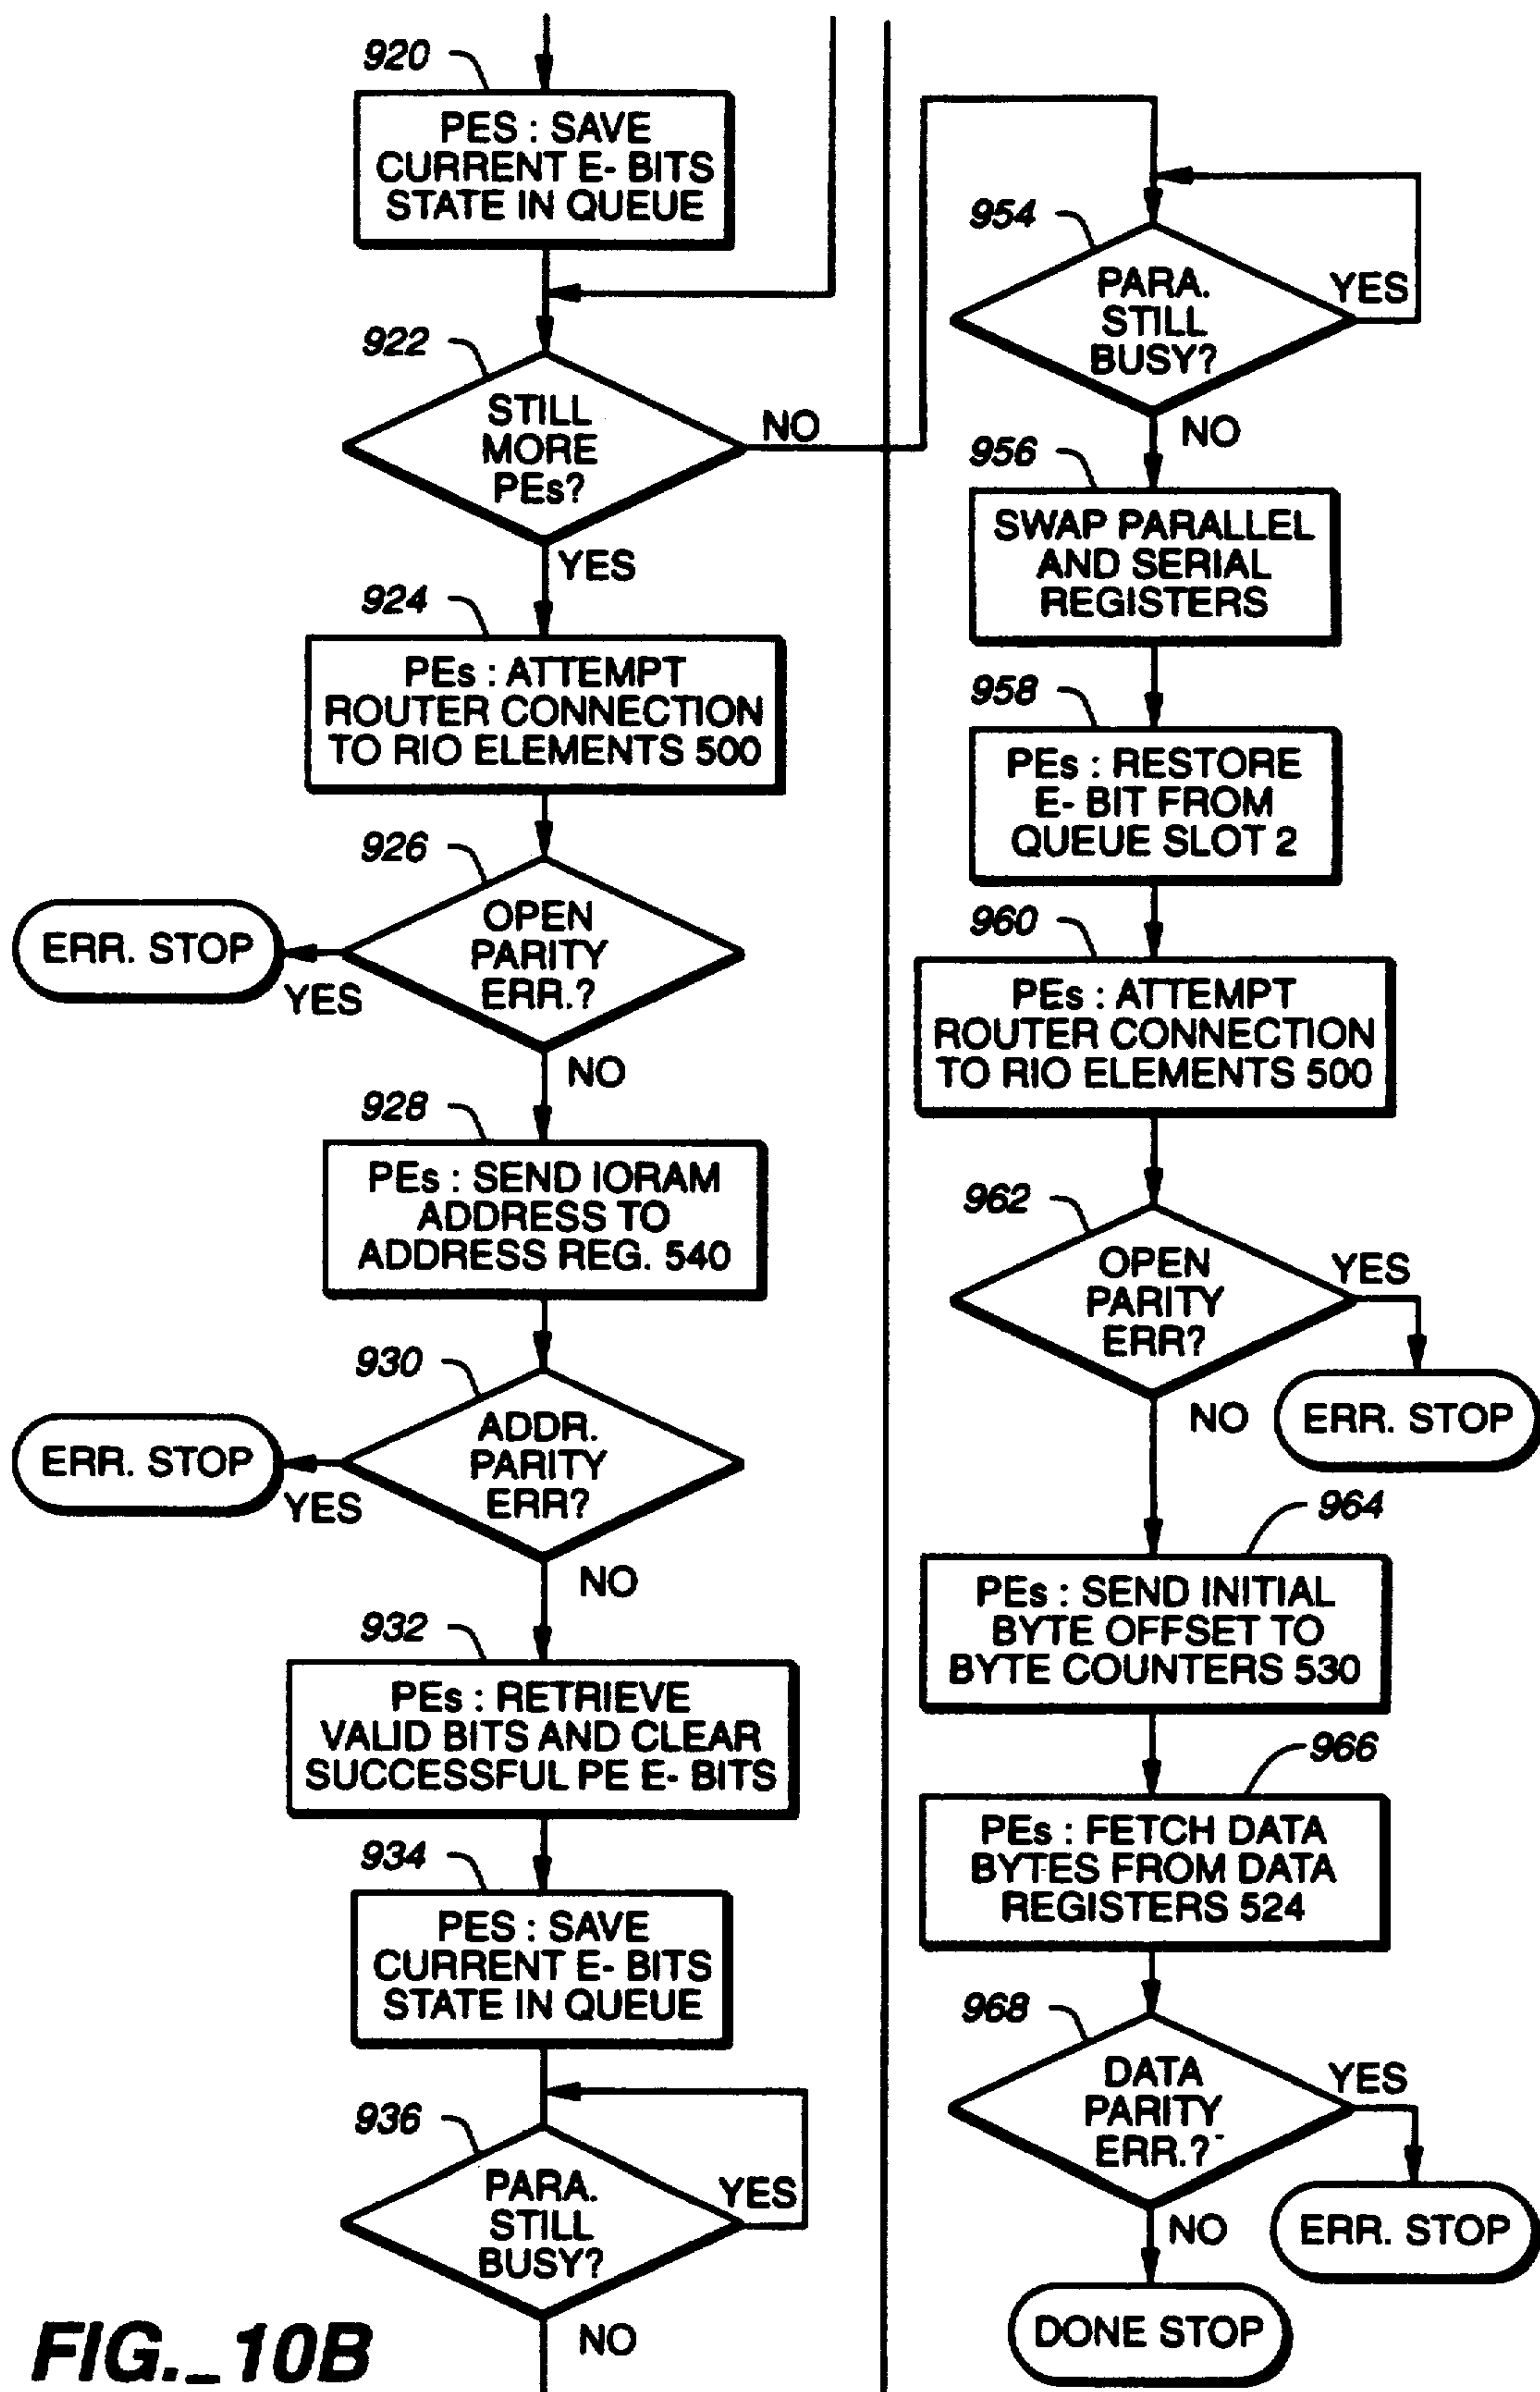 920
PES : SAVE
CURRENT E- BITS
STATE IN QUEUE
922
STILL
MORE
PEs?
NO
YES
924
PEs : ATTEMPT
ROUTER CONNECTION
TO RIO ELEMENTS 500
926
OPEN
PARITY
ERR.?
ERR. STOP
YES
NO
928
PEs : SEND IORAM
ADDRESS TO
ADDRESS REG. 540
930
ADDR.
PARITY
ERR?
ERR. STOP
YES
NO
932
PEs : RETRIEVE
VALID BITS AND CLEAR
SUCCESSFUL PE E- BITS
934
PES : SAVE
CURRENT E- BITS
STATE IN QUEUE
936
PARA.
STILL
BUSY?
YES
NO
954
PARA.
STILL
BUSY?
YES
NO
956
SWAP PARALLEL
AND SERIAL
REGISTERS
958
PEs : RESTORE
E- BIT FROM
QUEUE SLOT 2
960
PEs : ATTEMPT
ROUTER CONNECTION
TO RIO ELEMENTS 500
962
OPEN
PARITY
ERR?
YES
NO
ERR. STOP
964
PEs : SEND INITIAL
BYTE OFFSET TO
BYTE COUNTERS 530
966
PEs : FETCH DATA
BYTES FROM DATA
REGISTERS 524
968
DATA
PARITY
ERR.?
YES
NO
ERR. STOP
DONE STOP
FIG._10B